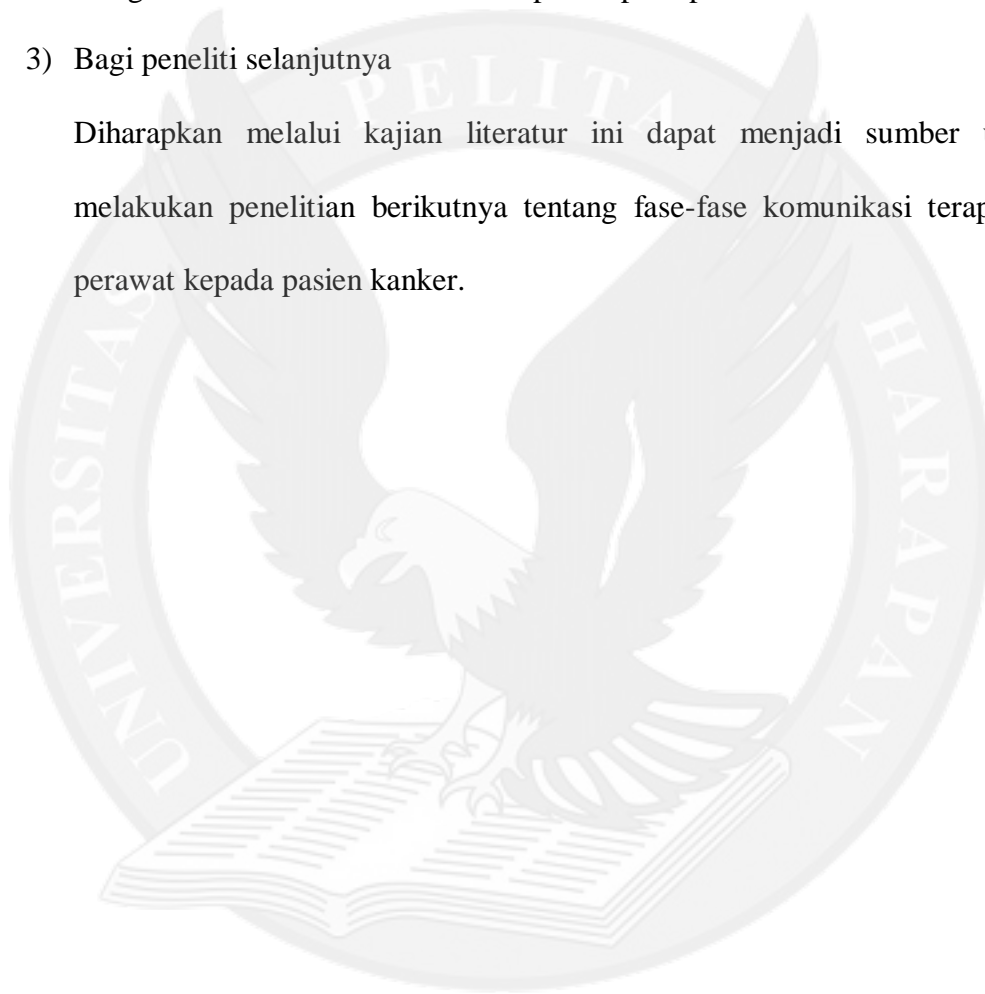 3) Bagi peneliti selanjutnya
Diharapkan melalui kajian literatur ini dapat menjadi sumber
melakukan penelitian berikutnya tentang fase-fase komunikasi
perawat kepada pasien kanker.
UNIVERSITAS PELITA HARAPAN